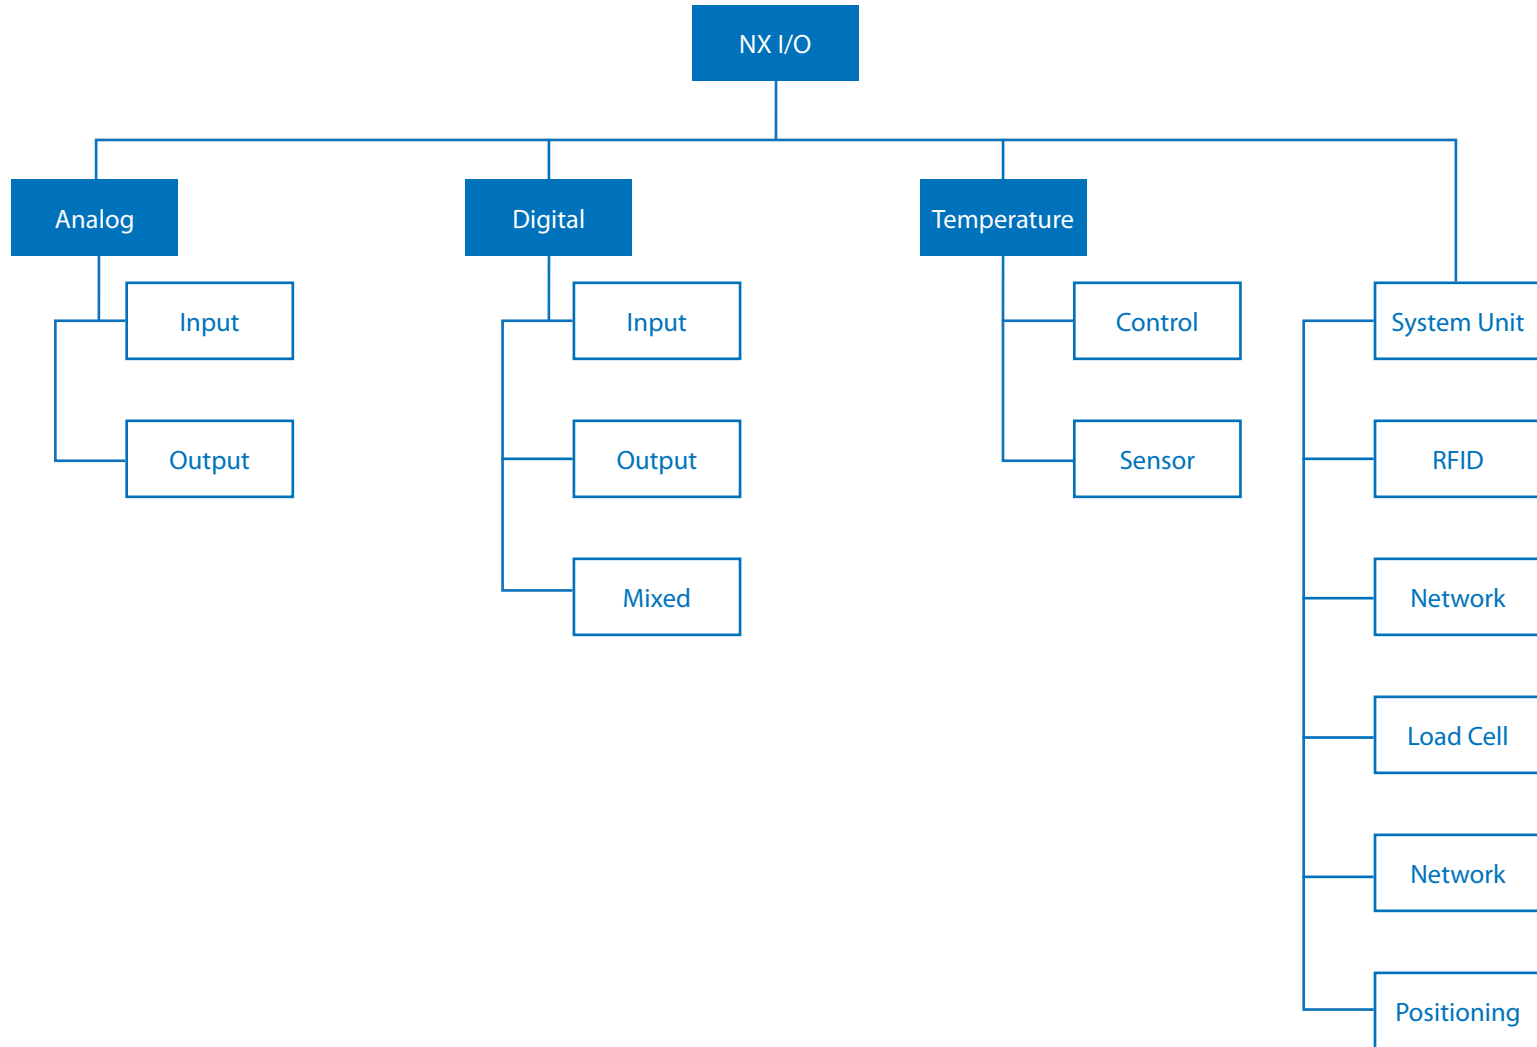 NX I/O
Analog
Digital
Temperature
Input
Input
Control
System Unit
Output
Output
Sensor
RFID
Mixed
Network
Load Cell
Network
Positioning